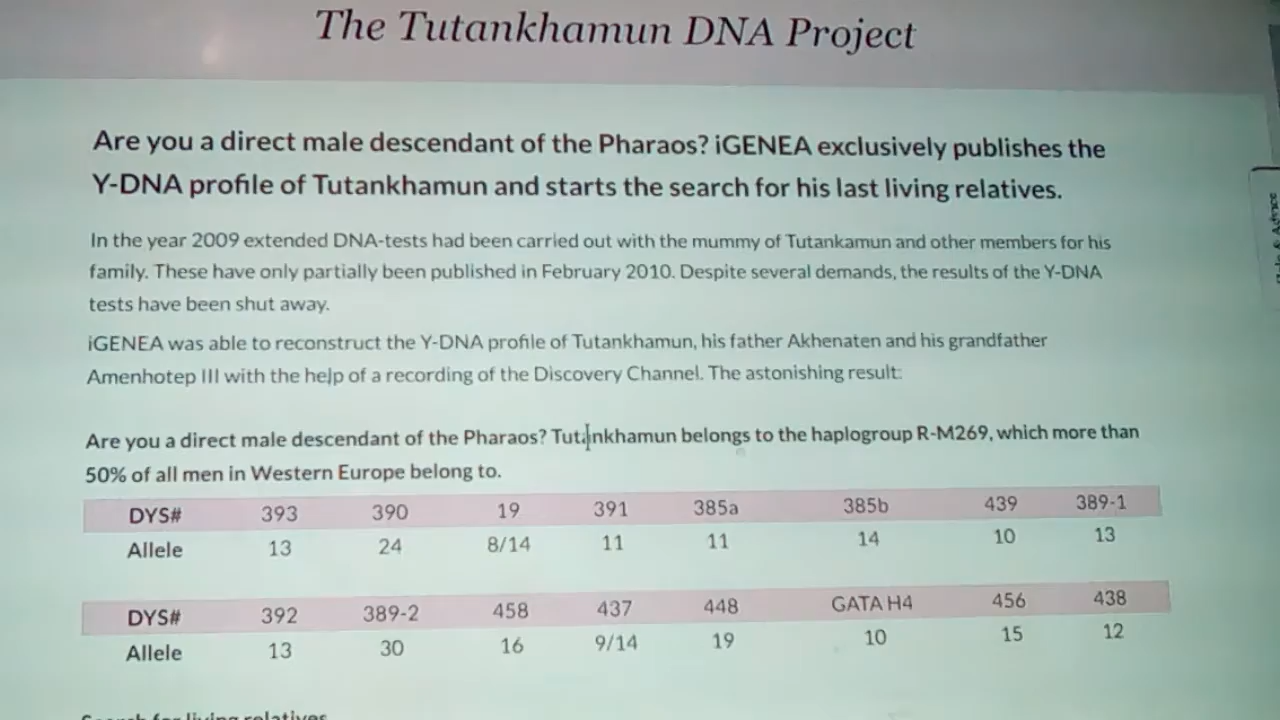 The Tutankhamun DNA Project
Are you a direct male descendant of the Pharaos? iGENEA exclusively publishes the
Y-DNA profile of Tutankhamun and starts the search for his last living relatives.
In the year 2009 extended DNA-tests had been carried out with the mummy of Tutankamun and other members for his
family. These have only partially been published in February 2010. Despite several demands, the results of the Y-DNA
tests have been shut away.
iGENEA was able to reconstruct the Y-DNA profile of Tutankhamun, his father Akhenaten and his grandfather
Amenhotep III with the help of a recording of the Discovery Channel. The astonishing result:
Are you a direct male descendant of the Pharaos? Tutankhamun belongs to the haplogroup R-M269, which more than
50% of all men in Western Europe belong to.
DYS# 393 390 19 391 385a 385b 439 389-1
Allele 13 24 8/14 11 11 14 10 13
DYS# 392 389-2 458 437 448 GATA H4 456 438
Allele 13 30 16 9/14 19 10 15 12
Search for living relatives